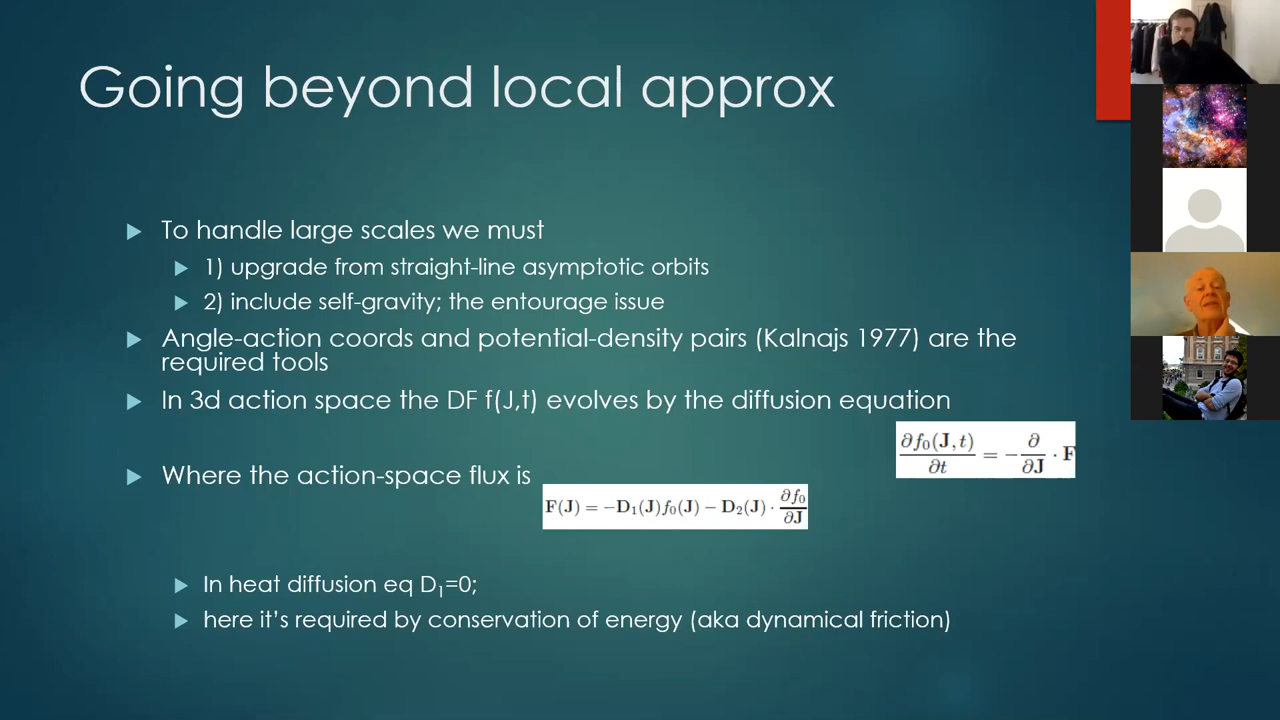 Going beyond local approx
To handle large scales we must
1) upgrade from straight-line asymptotic orbits
2) include self-gravity; the entourage issue
Angle-action coords and potential-density pairs (Kalnajs 1977) are the
required tools
In 3d action space the DF f(J,t) evolves by the diffusion equation
∂f₀(J, t)/∂t = −∂/∂J · F
Where the action-space flux is
F(J) = −D₁(J)f₀(J) − D₂(J) · ∂f₀/∂J
In heat diffusion eq D₁=0;
here it's required by conservation of energy (aka dynamical friction)